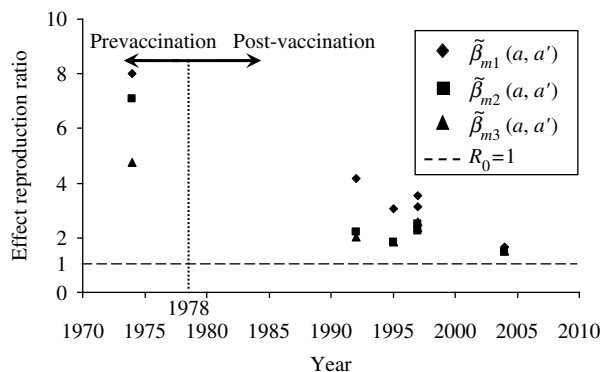 Effect reproduction ratio
10
8
6
4
2
1
0
Prevaccination
Post-vaccination
β̃m1 (a, a′)
β̃m2 (a, a′)
β̃m3 (a, a′)
R0=1
1978
1970 1975 1980 1985 1990 1995 2000 2005 2010
Year